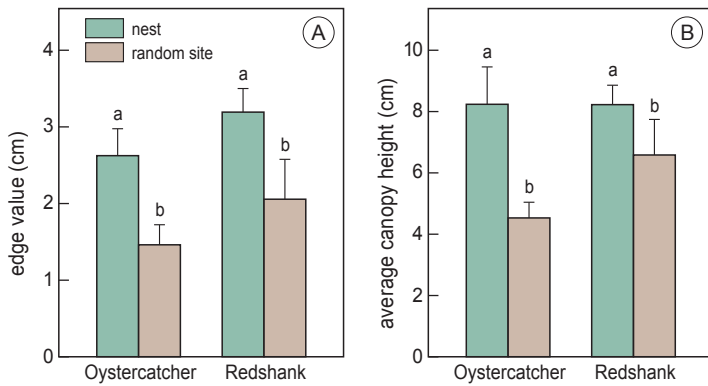 A
nest
random site
edge value (cm)
4
3
2
1
0
a
b
a
b
Oystercatcher
Redshank
B
average canopy height (cm)
10
8
6
4
2
0
a
b
a
b
Oystercatcher
Redshank